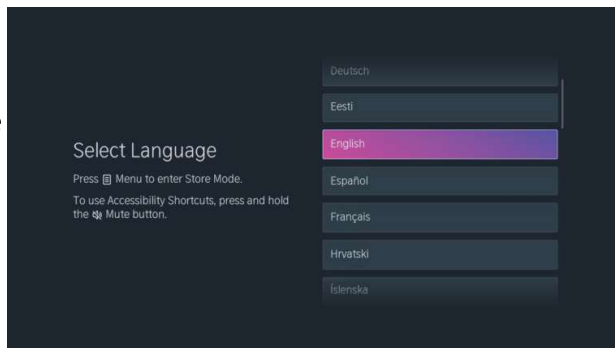 Select Language
Press Menu to enter Store Mode.
To use Accessibility Shortcuts, press and hold
the Mute button.
Deutsch
Eesti
English
Español
Français
Hrvatski
Íslenska